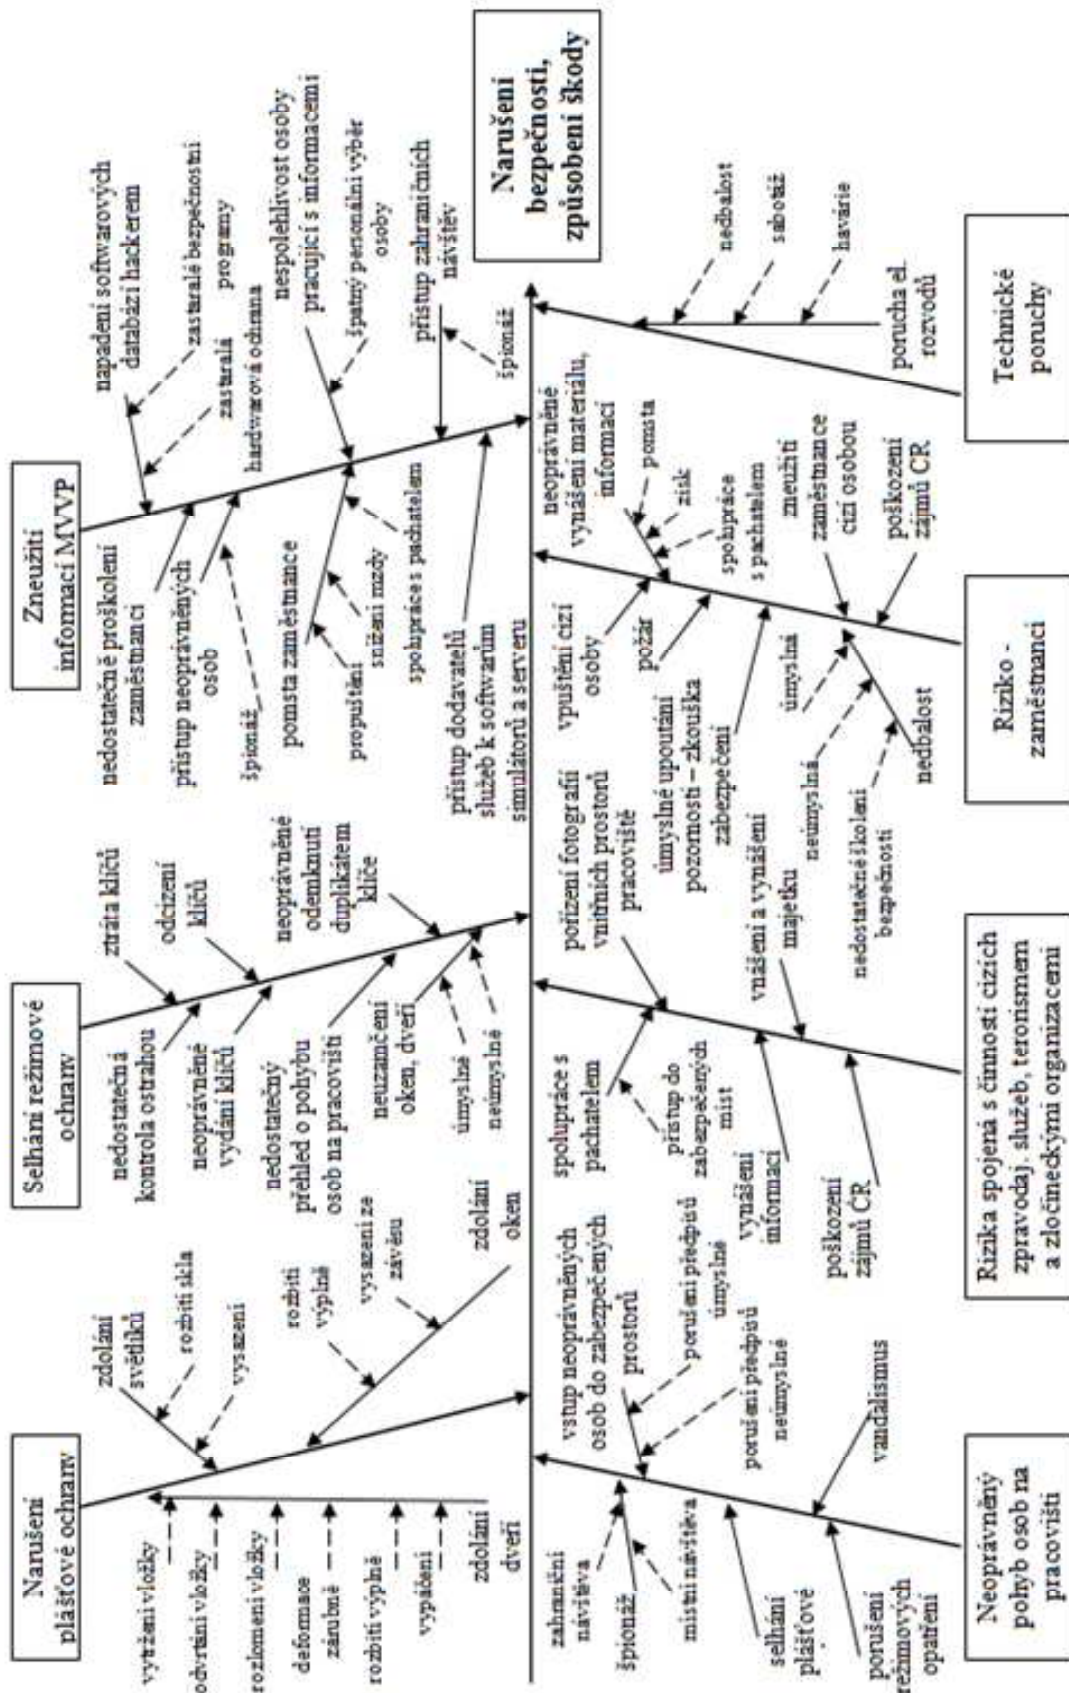 Narušení
plášťové ochrany
vytržení vložky
odvrtání vložky
rozlomení vložky
deformace
zárubně
rozbití výplně
vypáčení
zdolání
dveří
zdolání
světlíků
rozbití skla
vysazení
rozbití
výplně
vysazení ze
závěsu
zdolání
oken
Selhání režimové
ochrany
ztráta klíčů
odcizení
klíčů
neoprávněné
odemknutí
duplikátem
klíče
nedostatečná
kontrola ostrahou
neoprávněné
vydání klíčů
nedostatečný
přehled o pohybu
osob na pracovišti
neuzamčení
oken, dveří
úmyslné
neúmyslné
Zneužití
informací MVVP
napadení softwarových
databází hackerem
zastaralé bezpečnostní
programy
zastaralá
hardwarová ochrana
nespolehlivost osoby
pracující s informacemi
špatný personální výběr
osoby
přístup zahraničních
návštěv
špionáž
nedostatečně proškolení
zaměstnanci
přístup neoprávněných
osob
špionáž
pomsta zaměstnance
propuštění
snížení mzdy
spolupráce s pachatelem
přístup dodavatelů
služeb k softwarům
simulátorů a serveru
Narušení
bezpečnosti,
způsobení škody
Neoprávněný
pohyb osob na
pracovišti
vstup neoprávněných
osob do zabezpečených
prostorů
porušení předpisů
úmyslné
porušení předpisů
neúmyslné
vandalismus
zahraniční
návštěva
špionáž
místní návštěva
selhání
plášťové
porušení
režimových
opatření
Rizika spojená s činností cizích
zpravodaj. služeb, terorismem
a zločineckými organizacemi
pořízení fotografií
vnitřních prostorů
pracoviště
vnášení a vynášení
majetku
spolupráce s
pachatelem
přístup do
zabezpečených
míst
vynášení
informací
poškození
zájmů ČR
Riziko -
zaměstnanci
neoprávněné
vynášení materiálu,
informací
pomsta
zisk
spolupráce
s pachatelem
zneužití
zaměstnance
cizí osobou
poškození
zájmů ČR
vpuštění cizí
osoby
požár
úmyslné upoutání
pozornosti – zkouška
zabezpečení
úmyslná
neúmyslná
nedostatečné školení
bezpečnosti
nedbalost
Technické
poruchy
nedbalost
sabotáž
havárie
porucha el.
rozvodů